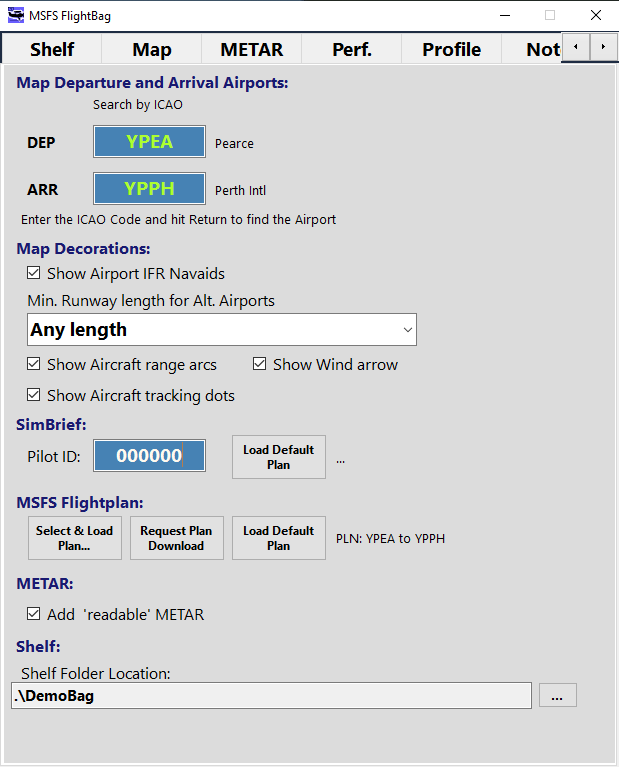 MSFS FlightBag
Shelf Map METAR Perf. Profile
Map Departure and Arrival Airports:
Search by ICAO
DEP YPEA Pearce
ARR YPPH Perth Intl
Enter the ICAO Code and hit Return to find the Airport
Map Decorations:
Show Airport IFR Navaids
Min. Runway length for Alt. Airports
Any length
Show Aircraft range arcs Show Wind arrow
Show Aircraft tracking dots
SimBrief:
Pilot ID: 000000 Load Default
Plan ...
MSFS Flightplan:
Select & Load
Plan...
Request Plan
Download
Load Default
Plan
PLN: YPEA to YPPH
METAR:
Add 'readable' METAR
Shelf:
Shelf Folder Location:
.\DemoBag ...